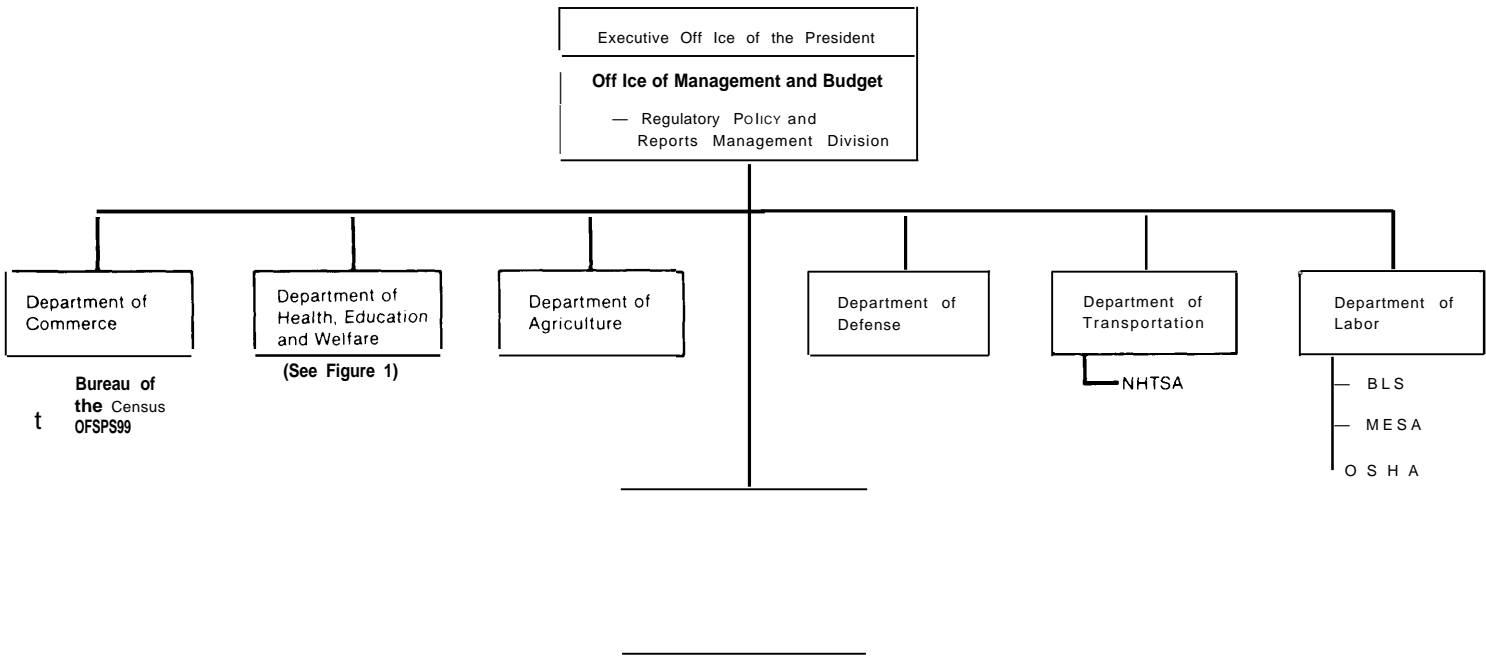 Executive Off Ice of the President
Off Ice of Management and Budget
— Regulatory PoIICY and
Reports Management Division
Department of
Commerce
Bureau of
the Census
t OFSPS99
Department of
Health, Education
and Welfare
(See Figure 1)
Department of
Agriculture
Department of
Defense
Department of
Transportation
NHTSA
Department of
Labor
— BLS
— MESA
OSHA